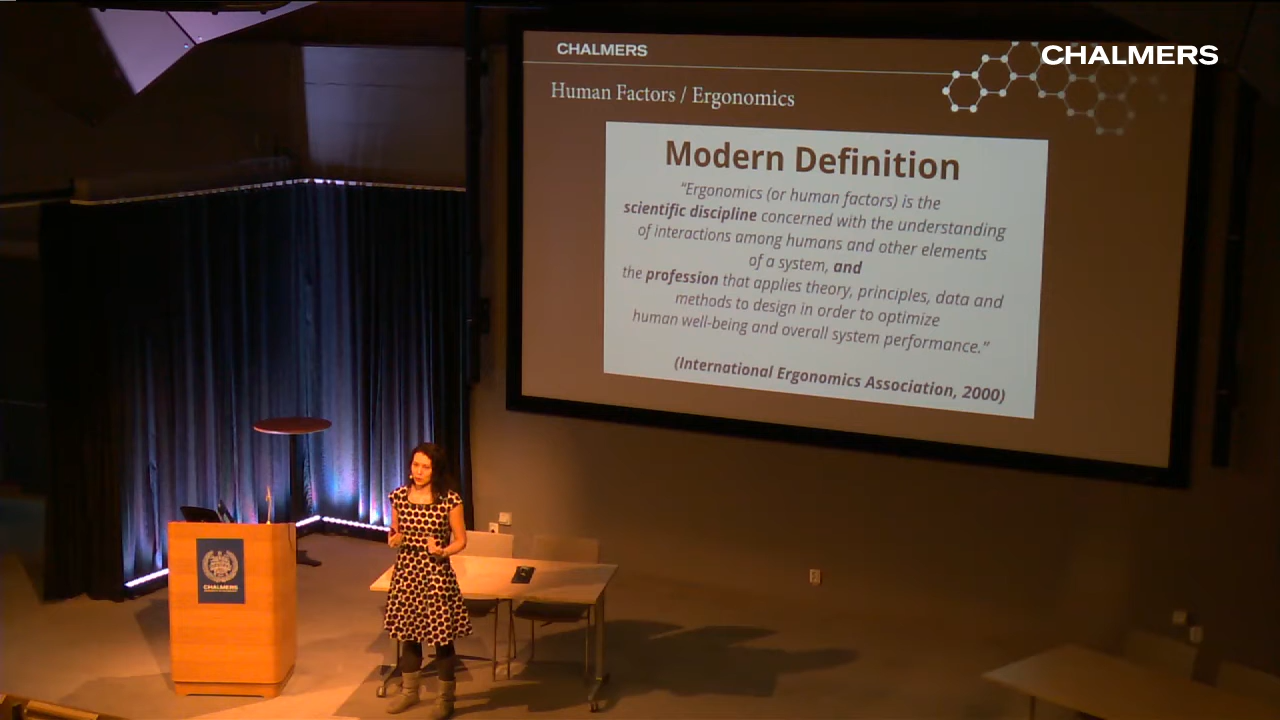 CHALMERS
CHALMERS
Human Factors / Ergonomics
Modern Definition
“Ergonomics (or human factors) is the
scientific discipline concerned with the understanding
of interactions among humans and other elements
of a system, and
the profession that applies theory, principles, data and
methods to design in order to optimize
human well-being and overall system performance.”
(International Ergonomics Association, 2000)
CHALMERS